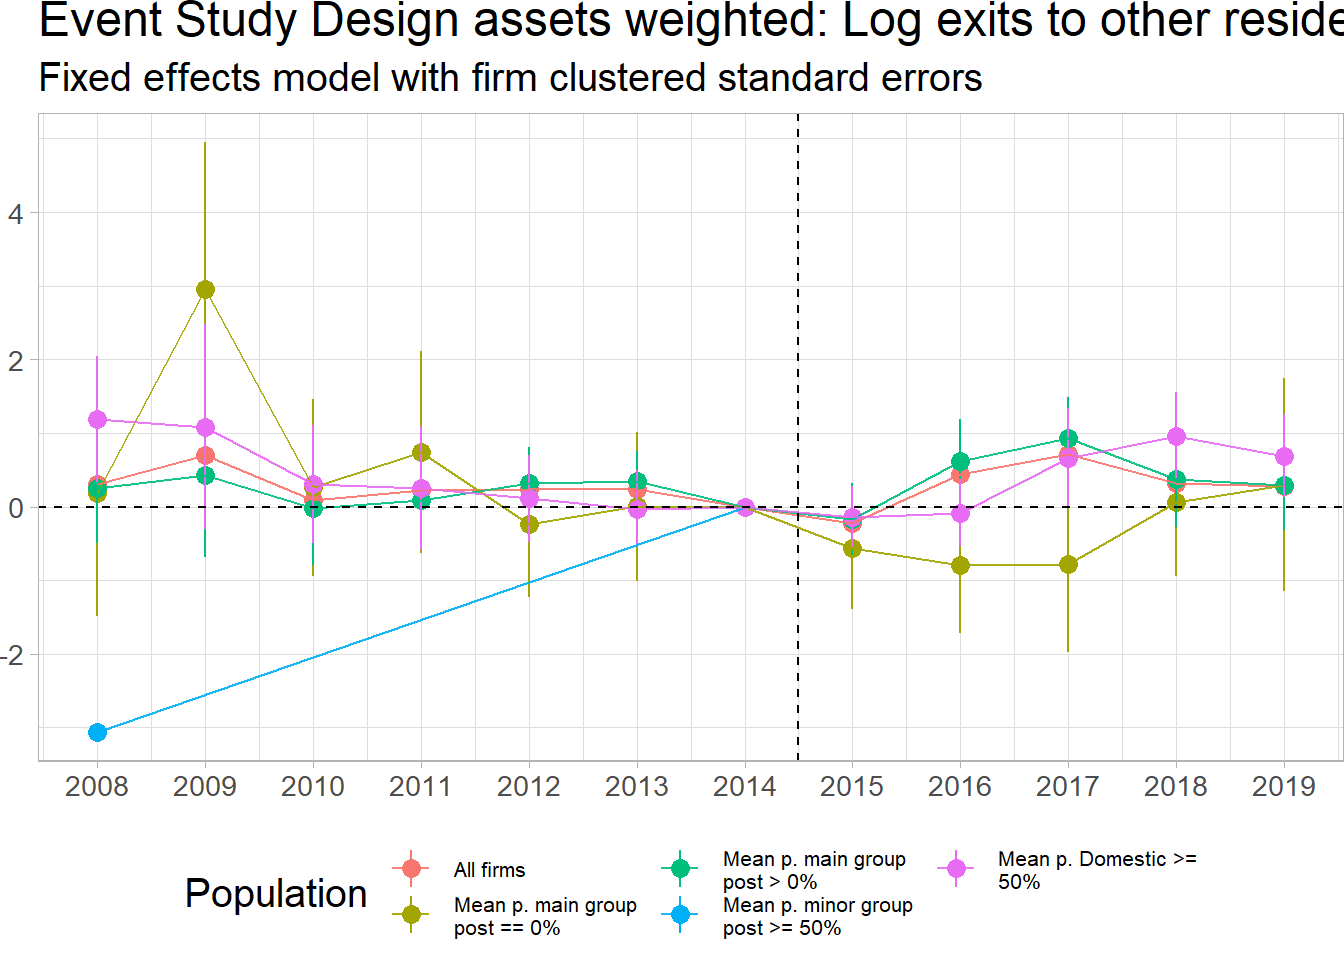 Event Study Design assets weighted: Log exits to other reside
Fixed effects model with firm clustered standard errors
4
2
0
-2
2008 2009 2010 2011 2012 2013 2014 2015 2016 2017 2018 2019
Population
All firms
Mean p. main group
post == 0%
Mean p. main group
post > 0%
Mean p. minor group
post >= 50%
Mean p. Domestic >=
50%